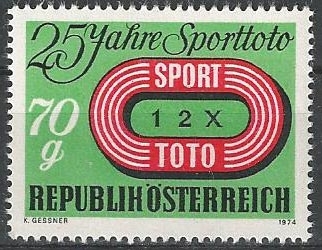 25 Jahre Sporttoto
SPORT
70
g
1 2 X
TOTO
REPUBLIK ÖSTERREICH
K. GESSNER
1974